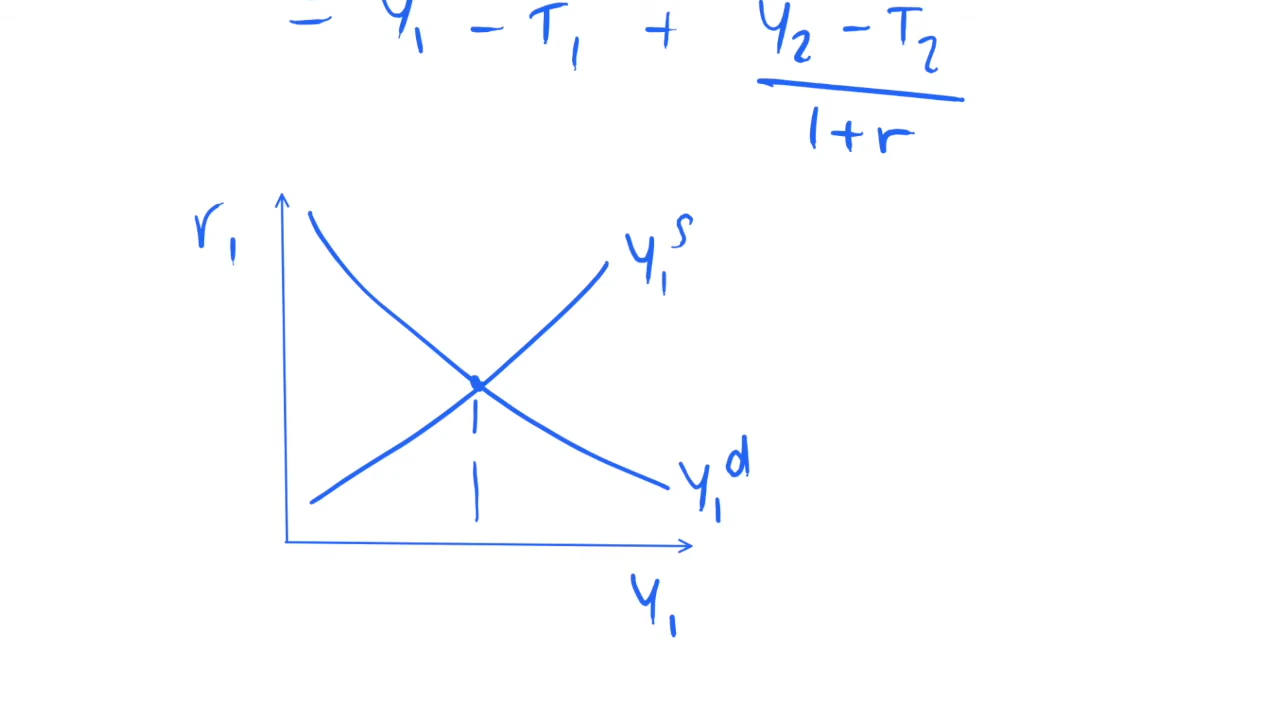 = y₁ - T₁ + y₂ - T₂
1+r
r₁
y₁ˢ
y₁ᵈ
y₁